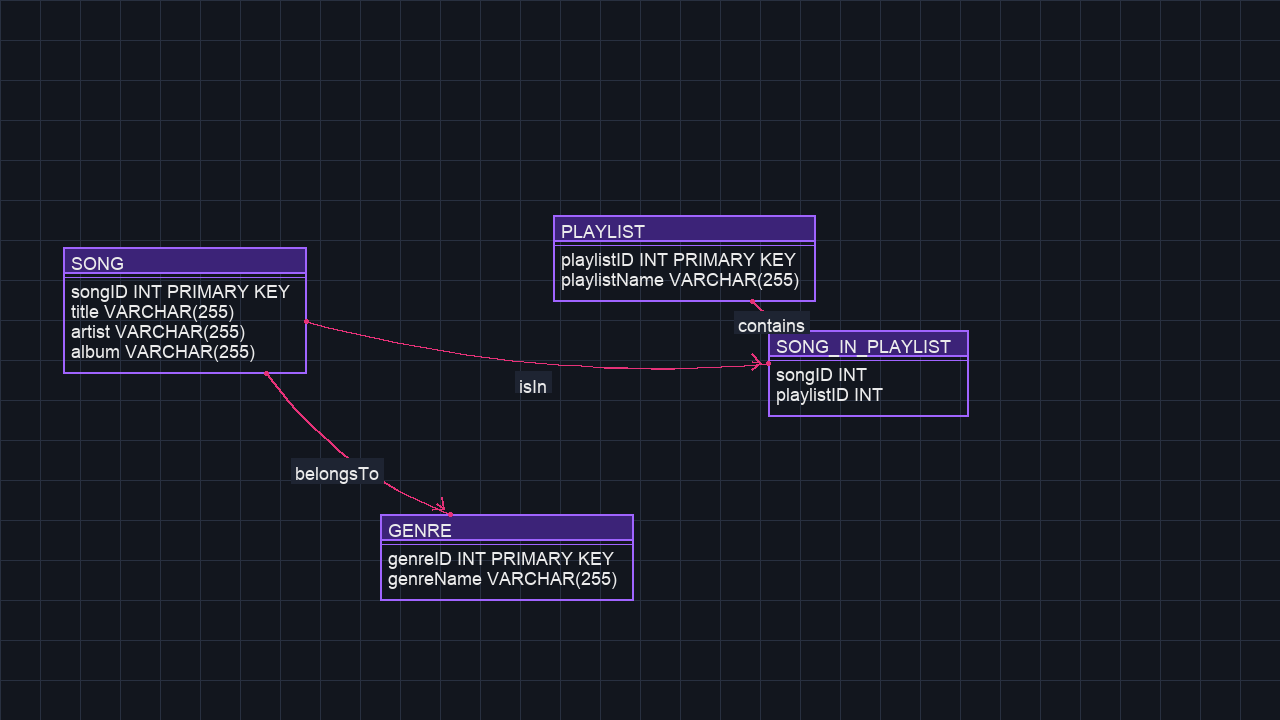 PLAYLIST
playlistID INT PRIMARY KEY
playlistName VARCHAR(255)
SONG
songID INT PRIMARY KEY
title VARCHAR(255)
artist VARCHAR(255)
album VARCHAR(255)
contains
SONG_IN_PLAYLIST
songID INT
playlistID INT
isIn
belongsTo
GENRE
genreID INT PRIMARY KEY
genreName VARCHAR(255)